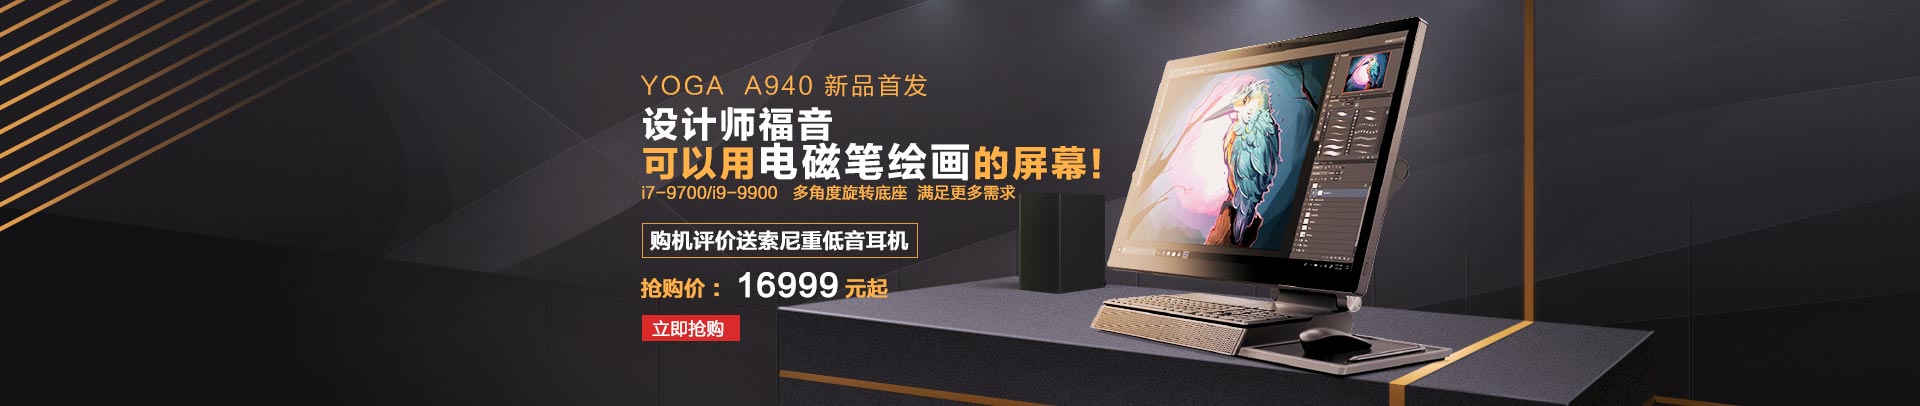 YOGA A940 新品首发
设计师福音
可以用电磁笔绘画的屏幕!
i7-9700/i9-9900 多角度旋转底座 满足更多需求
购机评价送索尼重低音耳机
抢购价： 16999 元起
立即抢购